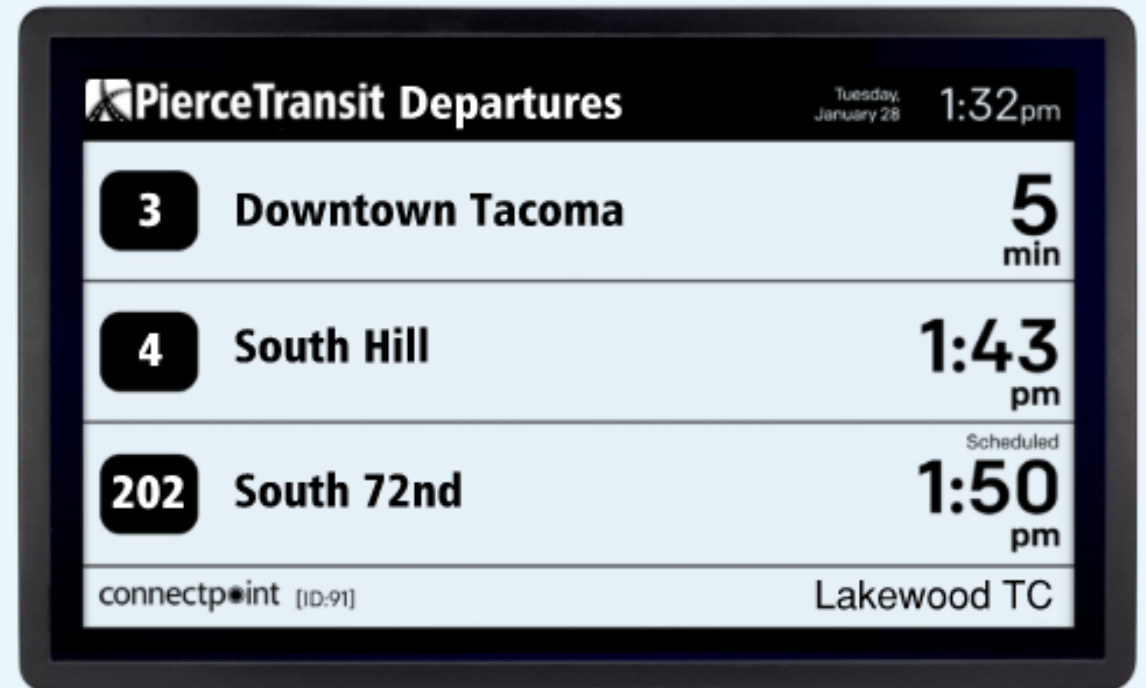 PierceTransit Departures
Tuesday,
January 28
1:32pm
3 Downtown Tacoma 5
min
4 South Hill 1:43
pm
Scheduled
202 South 72nd 1:50
pm
connectpoint [ID:91] Lakewood TC